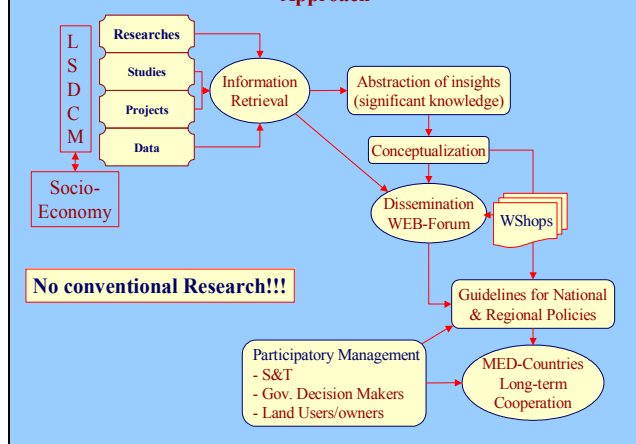 Approach
L
S
D
C
M
Researches
Studies
Projects
Data
Socio-
Economy
Information
Retrieval
Abstraction of insights
(significant knowledge)
Conceptualization
Dissemination
WEB-Forum
WShops
No conventional Research!!!
Guidelines for National
& Regional Policies
Participatory Management
- S&T
- Gov. Decision Makers
- Land Users/owners
MED-Countries
Long-term
Cooperation